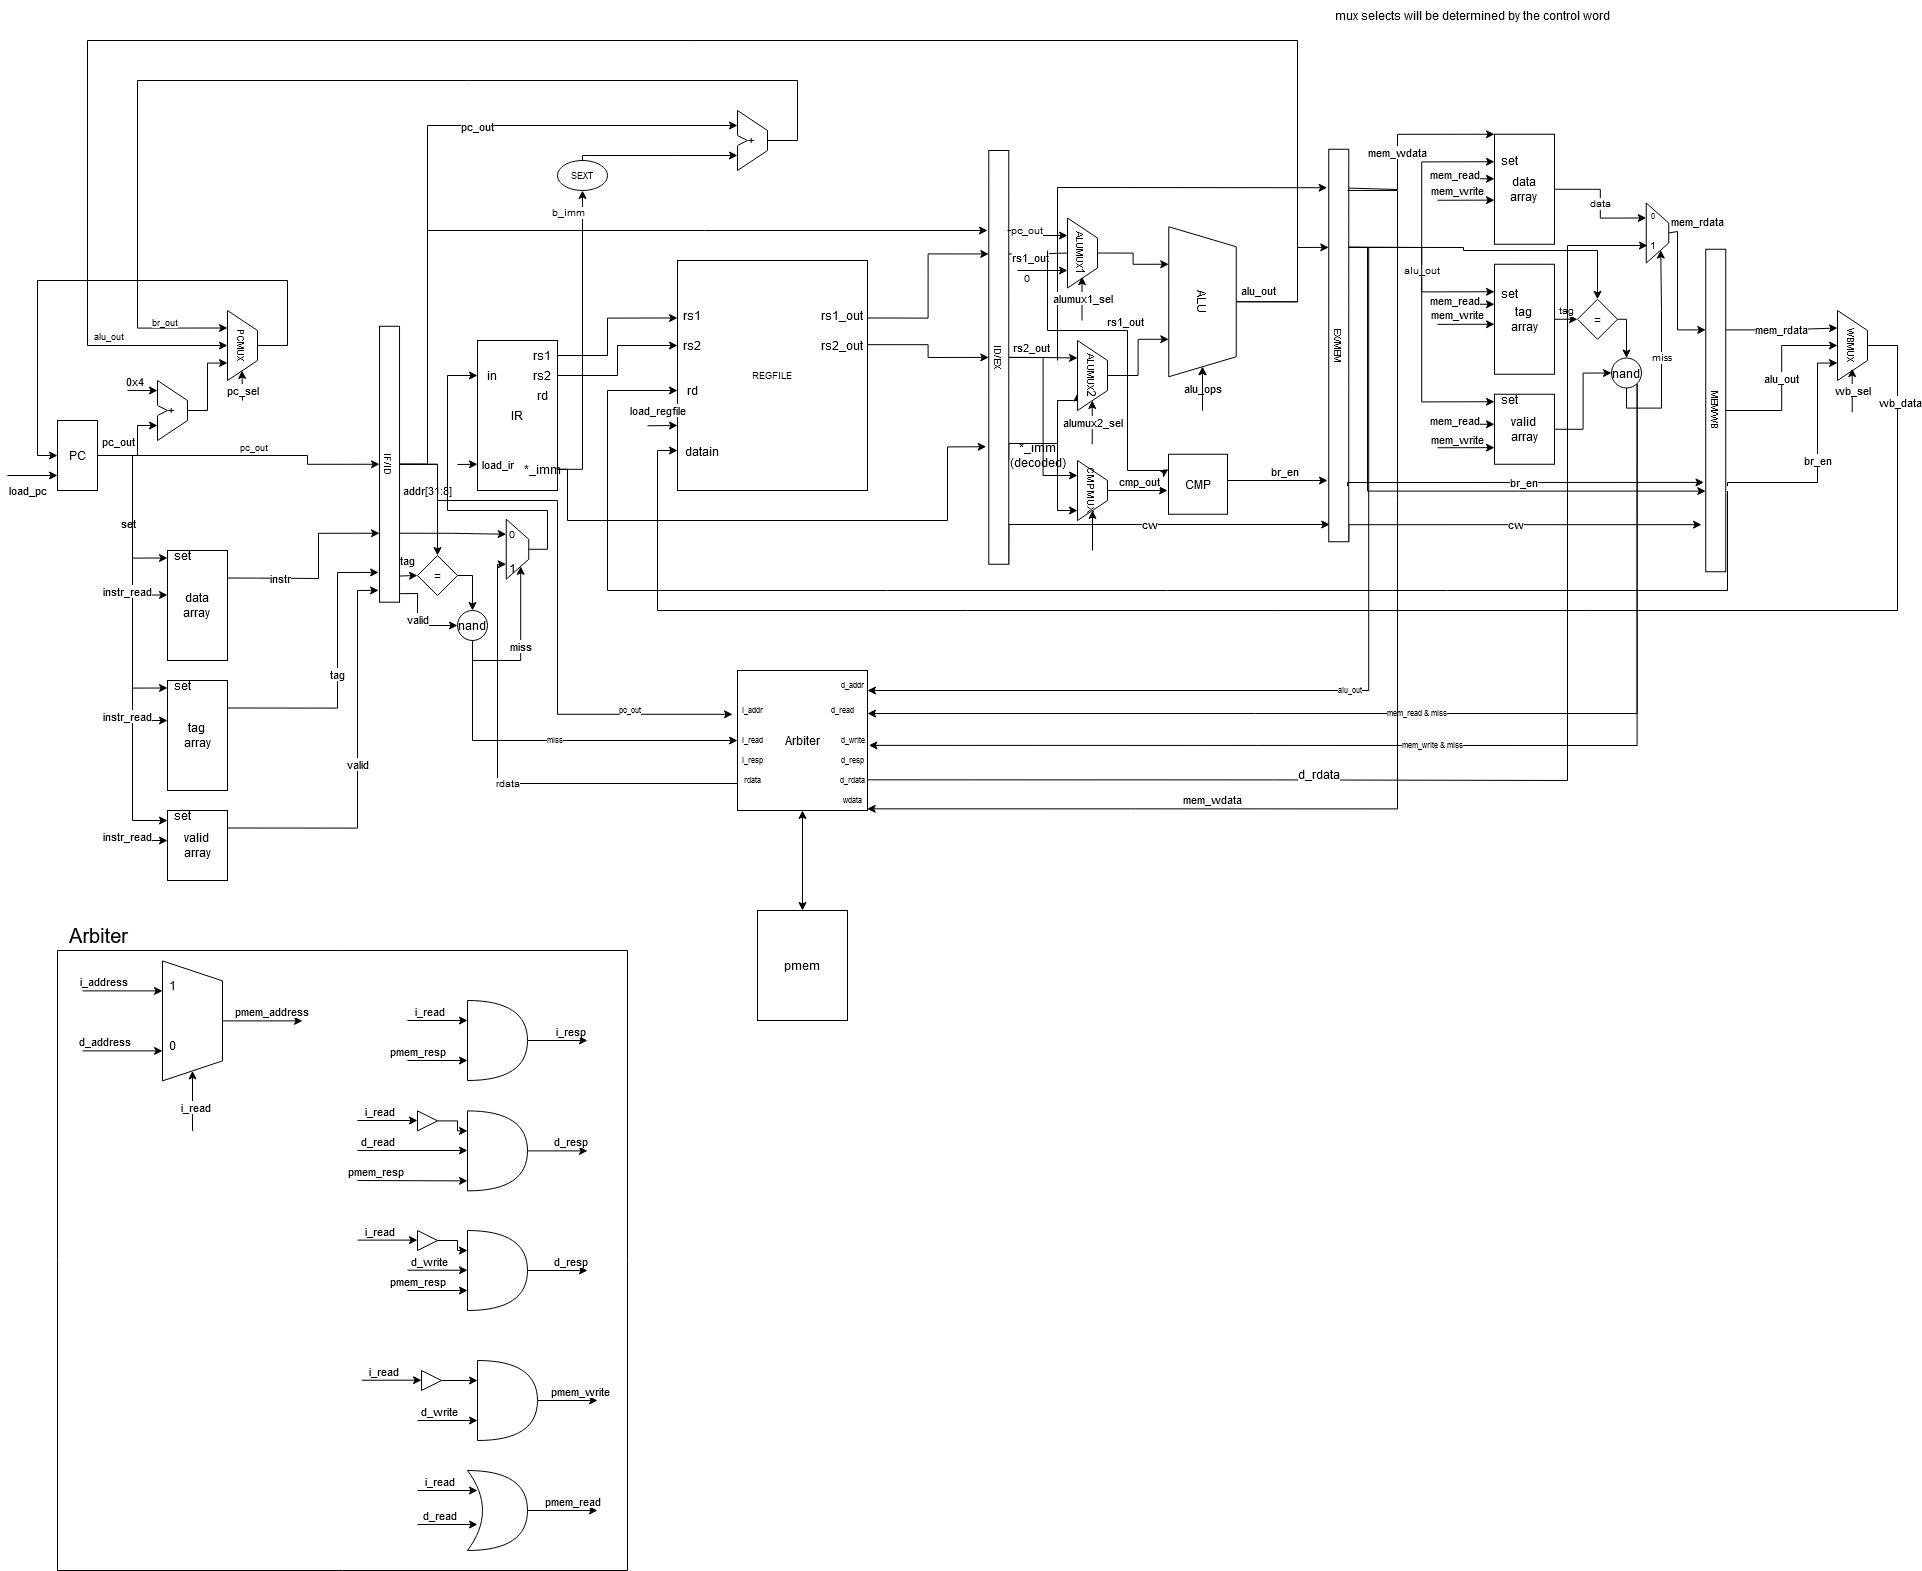 mux selects will be determined by the control word
pc_out
+
SEXT
b_imm
br_out
alu_out
PCMUX
pc_sel
0x4
+
pc_out
PC
load_pc
pc_out
set
set
instr_read
data
array
instr
set
instr_read
tag
array
tag
set
instr_read
valid
array
valid
IF/ID
addr[31:8]
tag
=
valid
nand
miss
0
1
in
rs1
rs2
rd
IR
load_ir
*_imm
rs1
rs2
rd
load_regfile
datain
REGFILE
rs1_out
rs2_out
ID/EX
pc_out
rs1_out
0
ALUMUX1
alumux1_sel
rs1_out
rs2_out
ALUMUX2
alumux2_sel
*_imm
(decoded)
CMPMUX
cmp_out
CMP
ALU
alu_ops
alu_out
br_en
cw
EX/MEM
mem_wdata
set
mem_read
mem_write
data
array
data
0
1
mem_rdata
alu_out
set
mem_read
mem_write
tag
array
tag
=
nand
miss
set
mem_read
mem_write
valid
array
br_en
cw
MEM/WB
mem_rdata
alu_out
br_en
WBMUX
wb_sel
wb_data
pc_out
miss
rdata
i_addr
i_read
i_resp
rdata
Arbiter
d_addr
d_read
d_write
d_resp
d_rdata
wdata
alu_out
mem_read & miss
mem_write & miss
d_rdata
mem_wdata
pmem
Arbiter
i_address
1
d_address
0
pmem_address
i_read
i_read
pmem_resp
i_resp
i_read
d_read
pmem_resp
d_resp
i_read
d_write
pmem_resp
d_resp
i_read
d_write
pmem_write
i_read
d_read
pmem_read